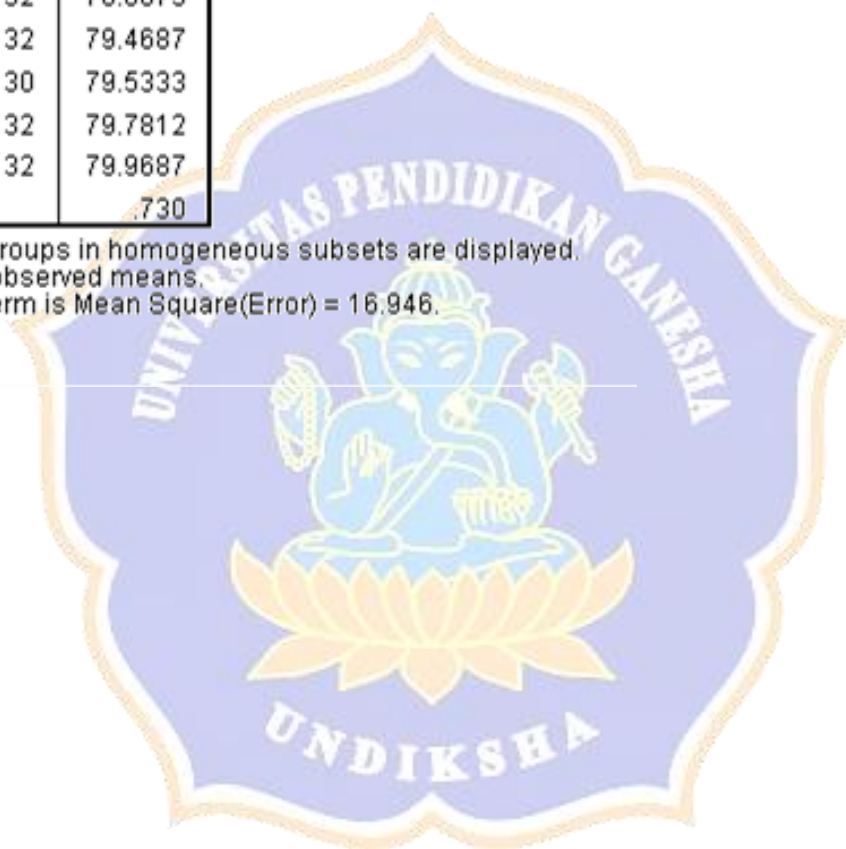 32 79.4687
30 79.5333
32 79.7812
32 79.9687
.730
roups in homogeneous subsets are displayed.
observed means.
erm is Mean Square(Error) = 16.946.
UNIVERSITAS PENDIDIKAN GANESHA
UNDIKSHA